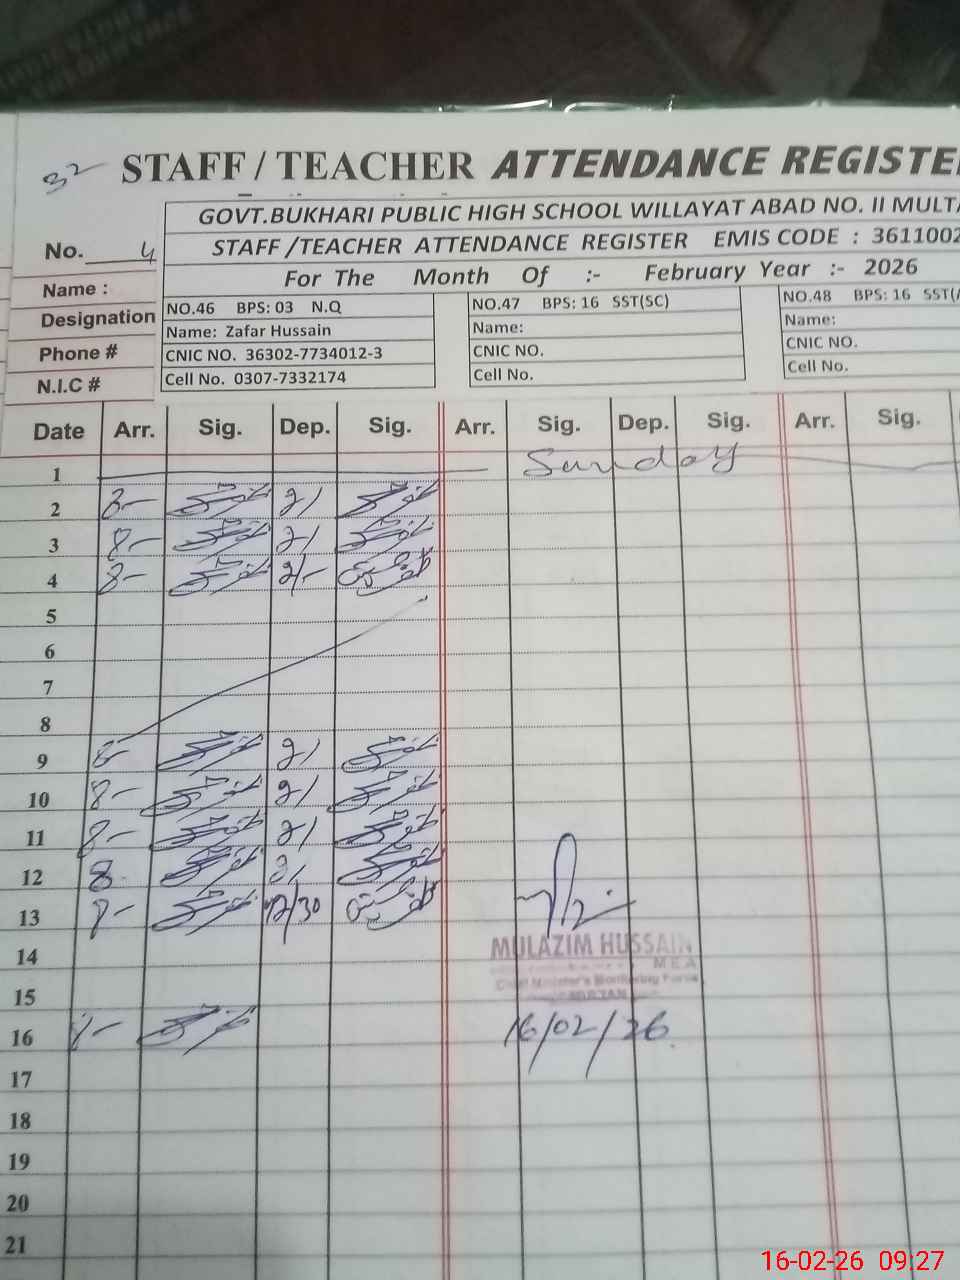 32 STAFF / TEACHER ATTENDANCE REGISTE
GOVT.BUKHARI PUBLIC HIGH SCHOOL WILLAYAT ABAD NO. II MULTA
No. 4 STAFF /TEACHER ATTENDANCE REGISTER EMIS CODE : 3611002
For The Month Of :- February Year :- 2026
Name :
Designation
Phone #
N.I.C #
NO.46 BPS: 03 N.Q
Name: Zafar Hussain
CNIC NO. 36302-7734012-3
Cell No. 0307-7332174
NO.47 BPS: 16 SST(SC)
Name:
CNIC NO.
Cell No.
NO.48 BPS: 16 SST(
Name:
CNIC NO.
Cell No.
Date Arr. Sig. Dep. Sig. Arr. Sig. Dep. Sig. Arr. Sig.
1 Sunday
2 8- 2/
3 8- 2/
4 8- 2/-
5
6
7
8
9 8- 2/
10 8- 2/
11 8- 2/
12 8- 2/
13 8- 12/30
14 MULAZIM HUSSAIN
M.E.A
Chief Minister's Monitoring Force
15
16 8- 16/02/26
17
18
19
20
21
16-02-26 09:27